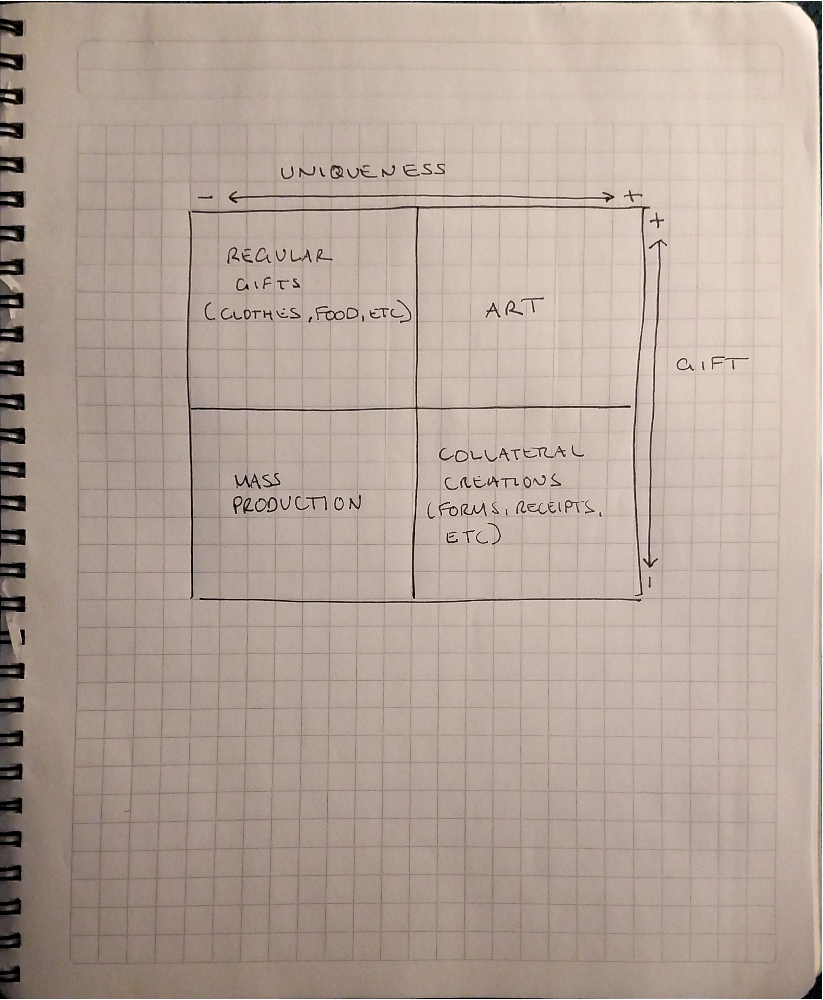 UNIQUENESS
- +
+
REGULAR
GIFTS
(CLOTHES, FOOD, ETC)
ART
GIFT
MASS
PRODUCTION
COLLATERAL
CREATIONS
(FORMS, RECEIPTS,
ETC)
-